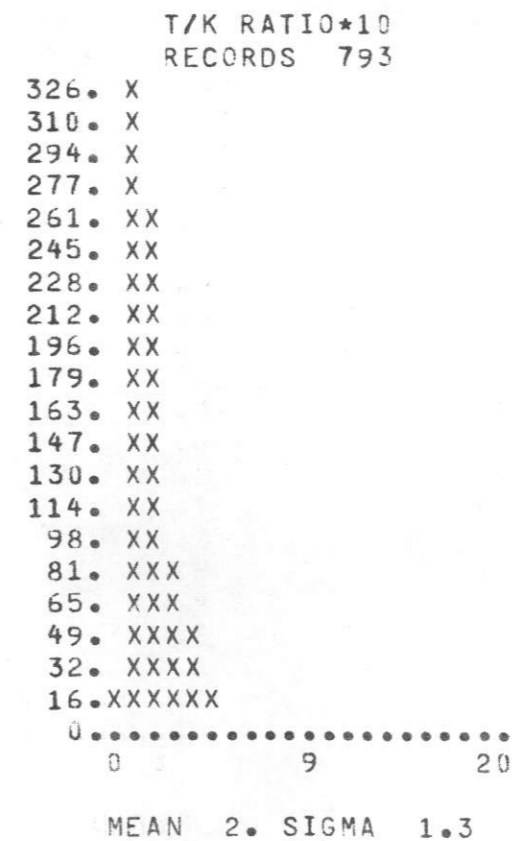 T/K RATIO*10
RECORDS 793
326. X
310. X
294. X
277. X
261. XX
245. XX
228. XX
212. XX
196. XX
179. XX
163. XX
147. XX
130. XX
114. XX
98. XX
81. XXX
65. XXX
49. XXXX
32. XXXX
16.XXXXXX
0......................
0 9 20
MEAN 2. SIGMA 1.3